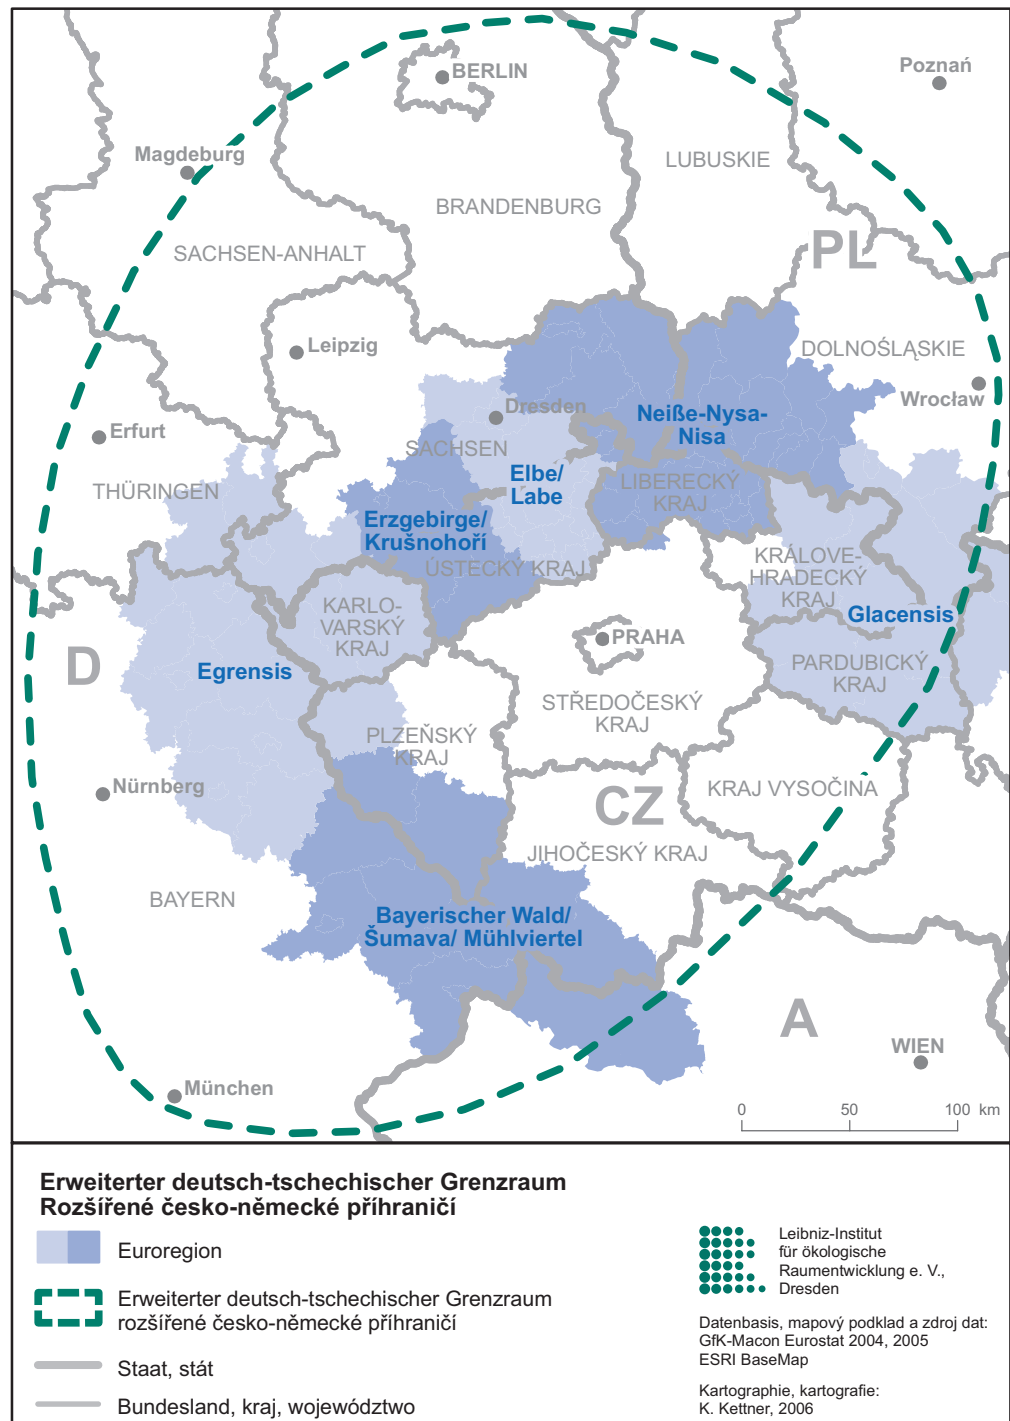 BERLIN
Poznań
Magdeburg
LUBUSKIE
BRANDENBURG
SACHSEN-ANHALT
PL
Leipzig
DOLNOŚLĄSKIE
Wrocław
Dresden
Neiße-Nysa-
Nisa
Erfurt
SACHSEN
Elbe/
Labe
LIBERECKÝ
KRAJ
THÜRINGEN
Erzgebirge/
Krušnohoří
ÚSTECKÝ KRAJ
KRÁLOVE-
HRADECKÝ
KRAJ
KARLO-
VARSKÝ
KRAJ
Glacensis
PRAHA
D
Egrensis
PARDUBICKÝ
KRAJ
STŘEDOČESKÝ
KRAJ
PLZEŇSKÝ
KRAJ
Nürnberg
CZ
KRAJ VYSOČINA
JIHOČESKÝ KRAJ
BAYERN
Bayerischer Wald/
Šumava/ Mühlviertel
A
WIEN
München
0 50 100 km
Erweiterter deutsch-tschechischer Grenzraum
Rozšířené česko-německé příhraničí
Euroregion
Erweiterter deutsch-tschechischer Grenzraum
rozšířené česko-německé příhraničí
Staat, stát
Bundesland, kraj, województwo
Leibniz-Institut
für ökologische
Raumentwicklung e. V.,
Dresden
Datenbasis, mapový podklad a zdroj dat:
GfK-Macon Eurostat 2004, 2005
ESRI BaseMap
Kartographie, kartografie:
K. Kettner, 2006